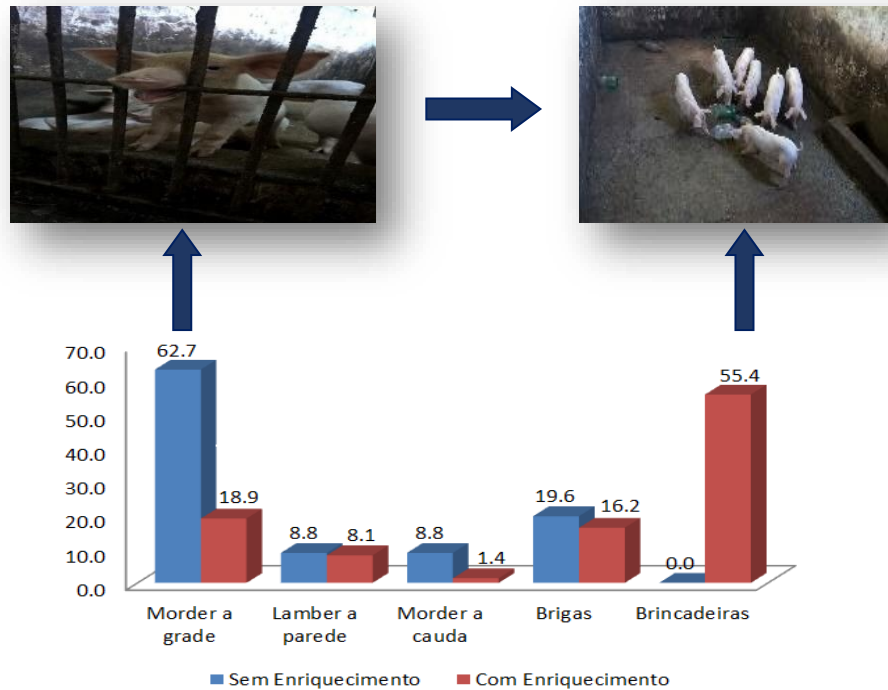 70.0
60.0
50.0
40.0
30.0
20.0
10.0
0.0
62.7
18.9
8.8
8.1
8.8
1.4
19.6
16.2
0.0
55.4
Morder a
grade
Lamber a
parede
Morder a
cauda
Brigas
Brincadeiras
Sem Enriquecimento
Com Enriquecimento